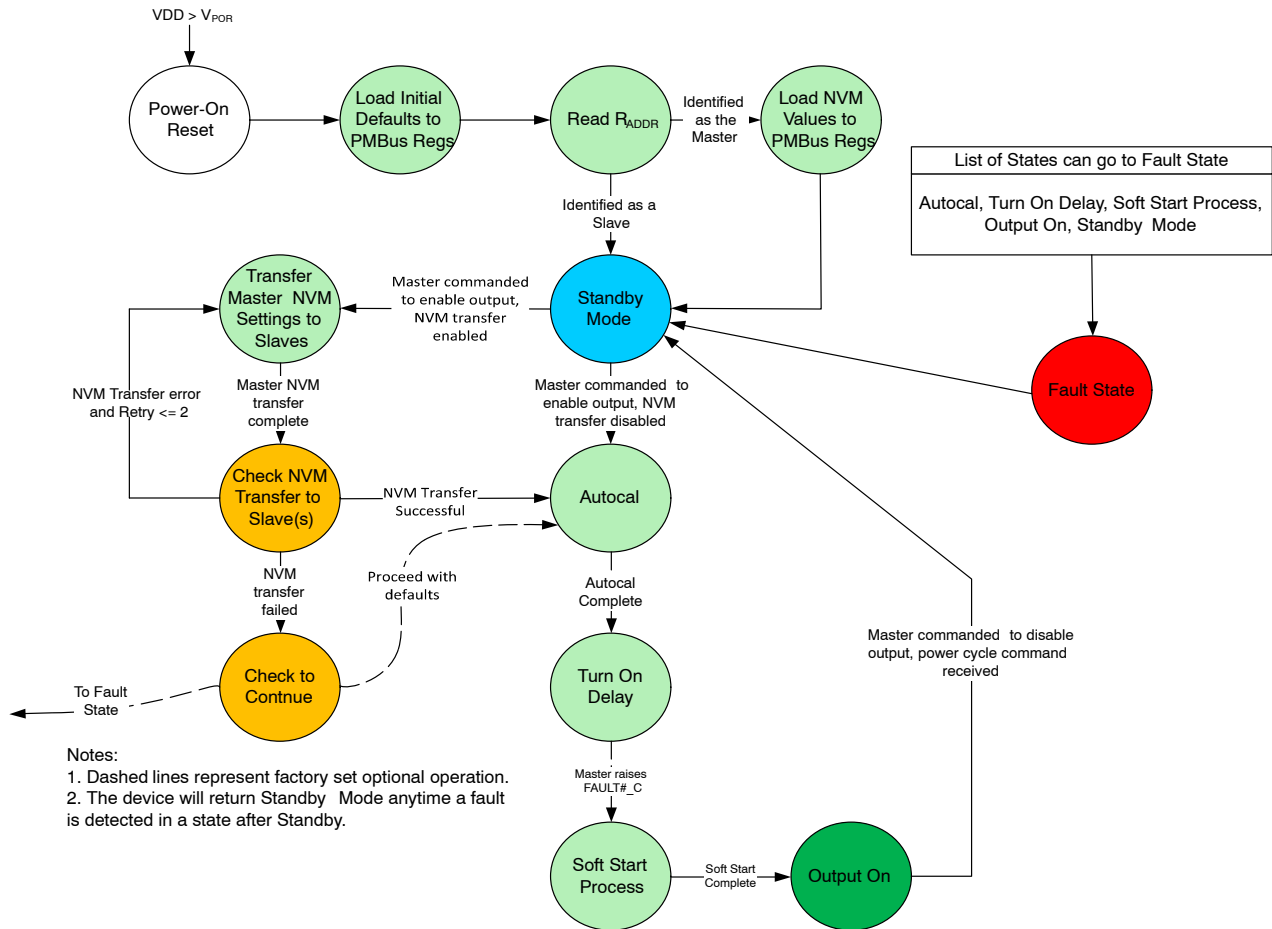 VDD > VPOR
Power-On
Reset
Load Initial
Defaults to
PMBus Regs
Read RADDR
Identified
as the
Master
Load NVM
Values to
PMBus Regs
List of States can go to Fault State
Autocal, Turn On Delay, Soft Start Process,
Output On, Standby Mode
Identified as a
Slave
Transfer
Master NVM
Settings to
Slaves
Master commanded
to enable output,
NVM transfer
enabled
Standby
Mode
Fault State
NVM Transfer error
and Retry <= 2
Master NVM
transfer
complete
Master commanded to
enable output, NVM
transfer disabled
Check NVM
Transfer to
Slave(s)
NVM Transfer
Successful
Autocal
NVM
transfer
failed
Proceed with
defaults
Autocal
Complete
Master commanded to disable
output, power cycle command
received
Check to
Contnue
Turn On
Delay
To Fault
State
Notes:
1. Dashed lines represent factory set optional operation.
2. The device will return Standby Mode anytime a fault
is detected in a state after Standby.
Master raises
FAULT#_C
Soft Start
Process
Soft Start
Complete
Output On